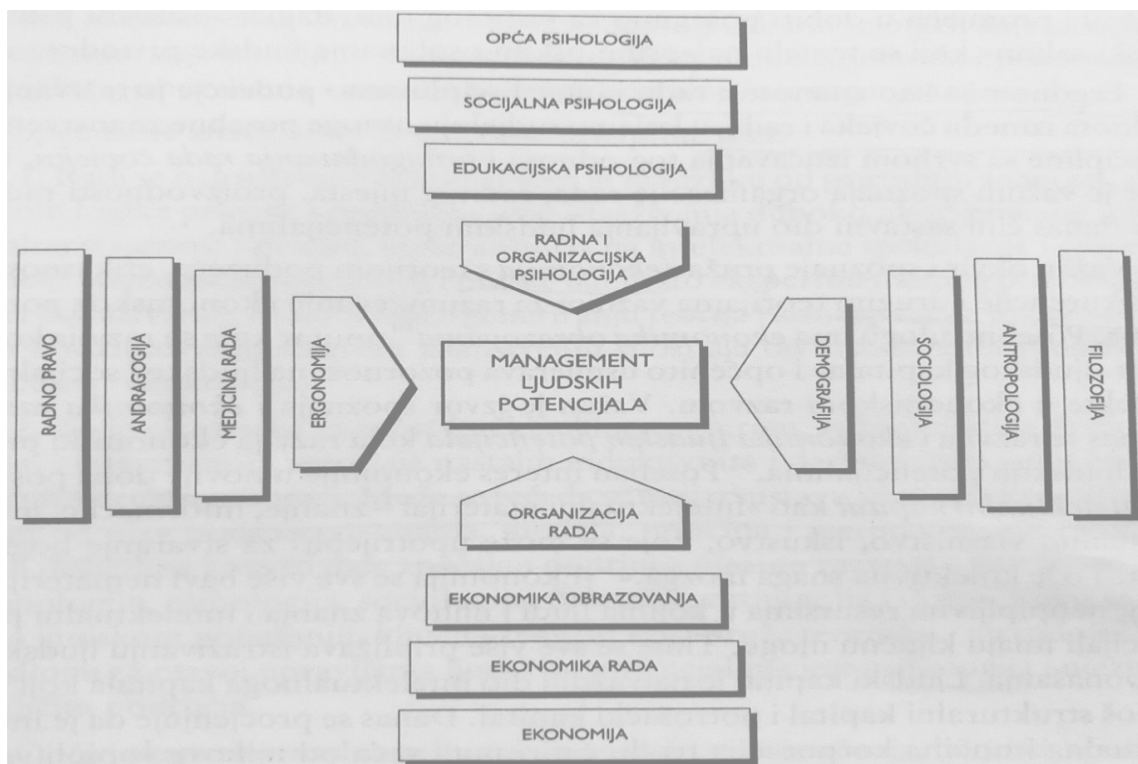 OPĆA PSIHOLOGIJA
SOCIJALNA PSIHOLOGIJA
EDUKACIJSKA PSIHOLOGIJA
RADNA I
ORGANIZACIJSKA
PSIHOLOGIJA
RADNO PRAVO
ANDRAGOGIJA
MEDICINA RADA
ERGONOMIJA
MANAGEMENT
LJUDSKIH
POTENCIJALA
DEMOGRAFIJA
SOCIOLOGIJA
ANTROPOLOGIJA
FILOZOFIJA
ORGANIZACIJA
RADA
EKONOMIKA OBRAZOVANJA
EKONOMIKA RADA
EKONOMIJA